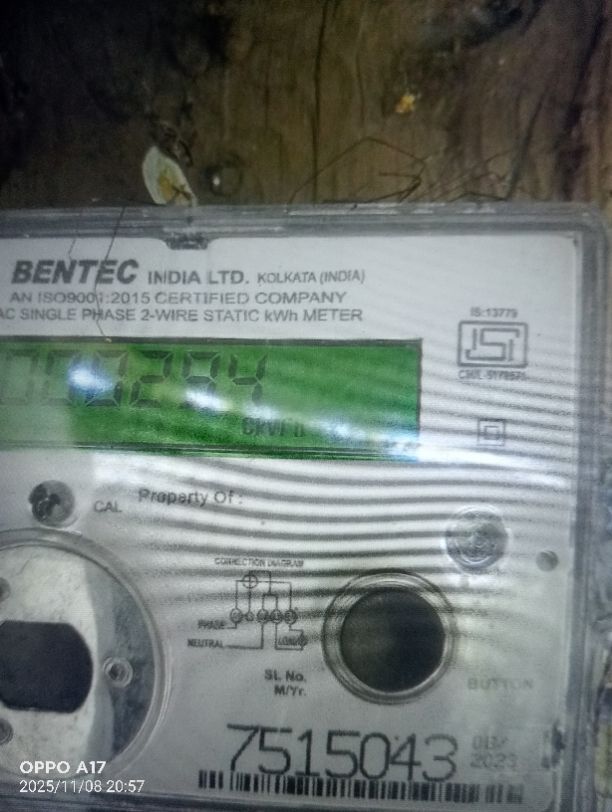 BENTEC INDIA LTD. KOLKATA (INDIA)
AN ISO9001:2015 CERTIFIED COMPANY
AC SINGLE PHASE 2-WIRE STATIC kWh METER
IS:13779
ISI
000294
CAL
Property Of :
CONNECTION DIAGRAM
PHASE
NEUTRAL
LOAD
SL. No.
M/Yr.
BUTTON
7515043
2023
OPPO A17
2025/11/08 20:57